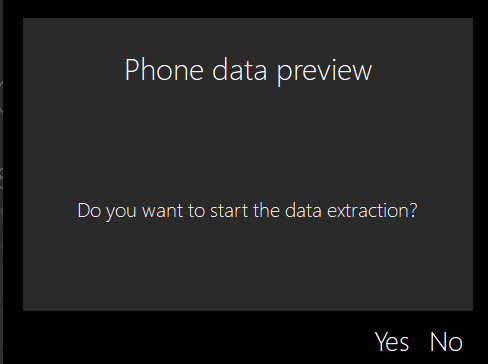 Phone data preview
Do you want to start the data extraction?
Yes No